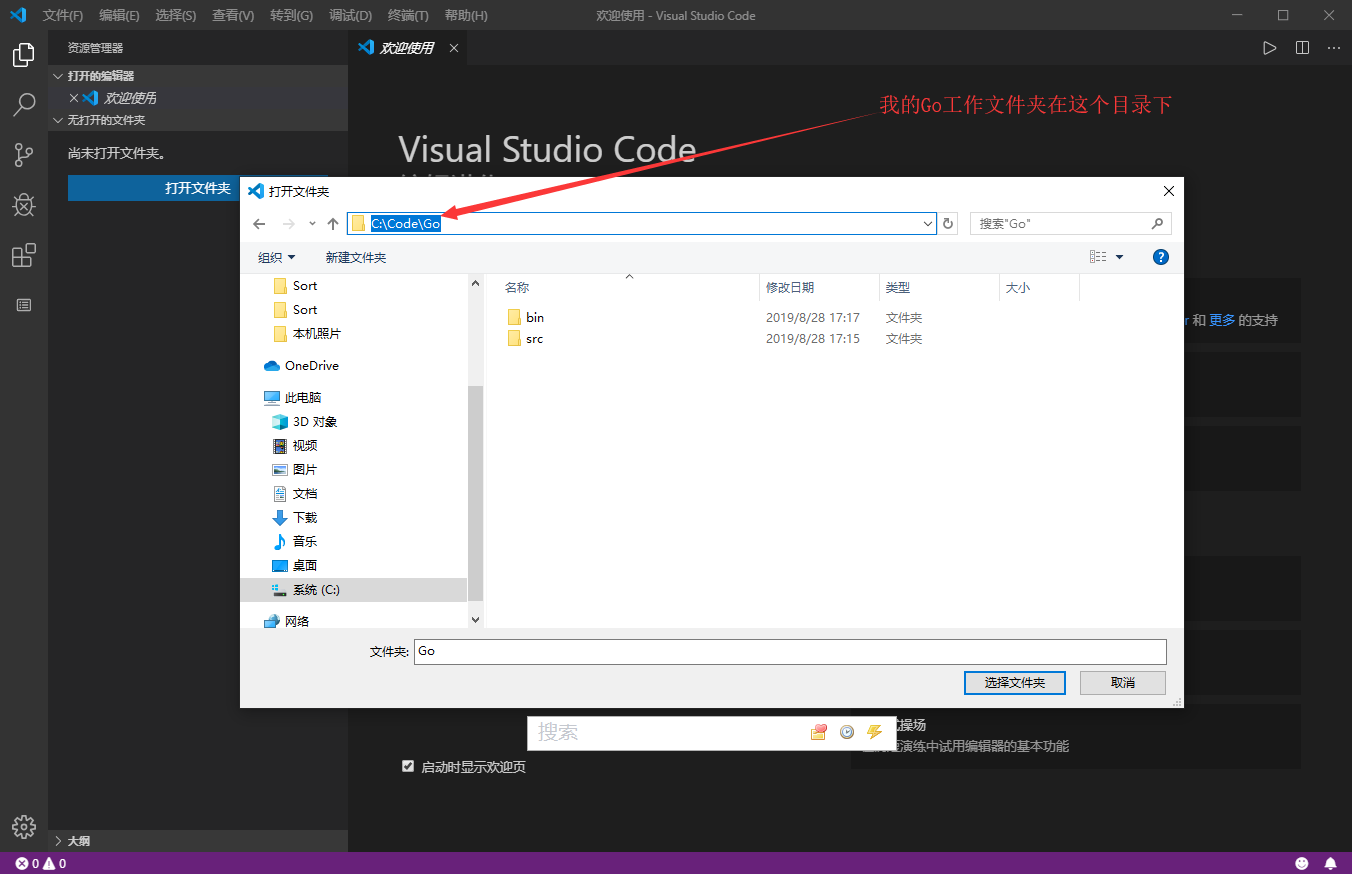 文件(F) 编辑(E) 选择(S) 查看(V) 转到(G) 调试(D) 终端(T) 帮助(H) 欢迎使用 - Visual Studio Code
资源管理器
欢迎使用
打开的编辑器
欢迎使用
无打开的文件夹
尚未打开文件夹。
打开文件夹
我的Go工作文件夹在这个目录下
Visual Studio Code
打开文件夹
C:\Code\Go
搜索"Go"
组织 新建文件夹
名称 修改日期 类型 大小
bin 2019/8/28 17:17 文件夹
src 2019/8/28 17:15 文件夹
Sort
Sort
本机照片
OneDrive
此电脑
3D 对象
视频
图片
文档
下载
音乐
桌面
系统 (C:)
网络
文件夹: Go
选择文件夹 取消
r 和 更多 的支持
搜索
操场
演练中试用编辑器的基本功能
启动时显示欢迎页
大纲
0 0